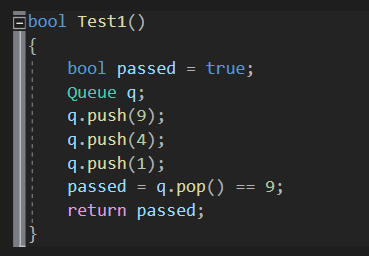 bool Test1()
{
bool passed = true;
Queue q;
q.push(9);
q.push(4);
q.push(1);
passed = q.pop() == 9;
return passed;
}